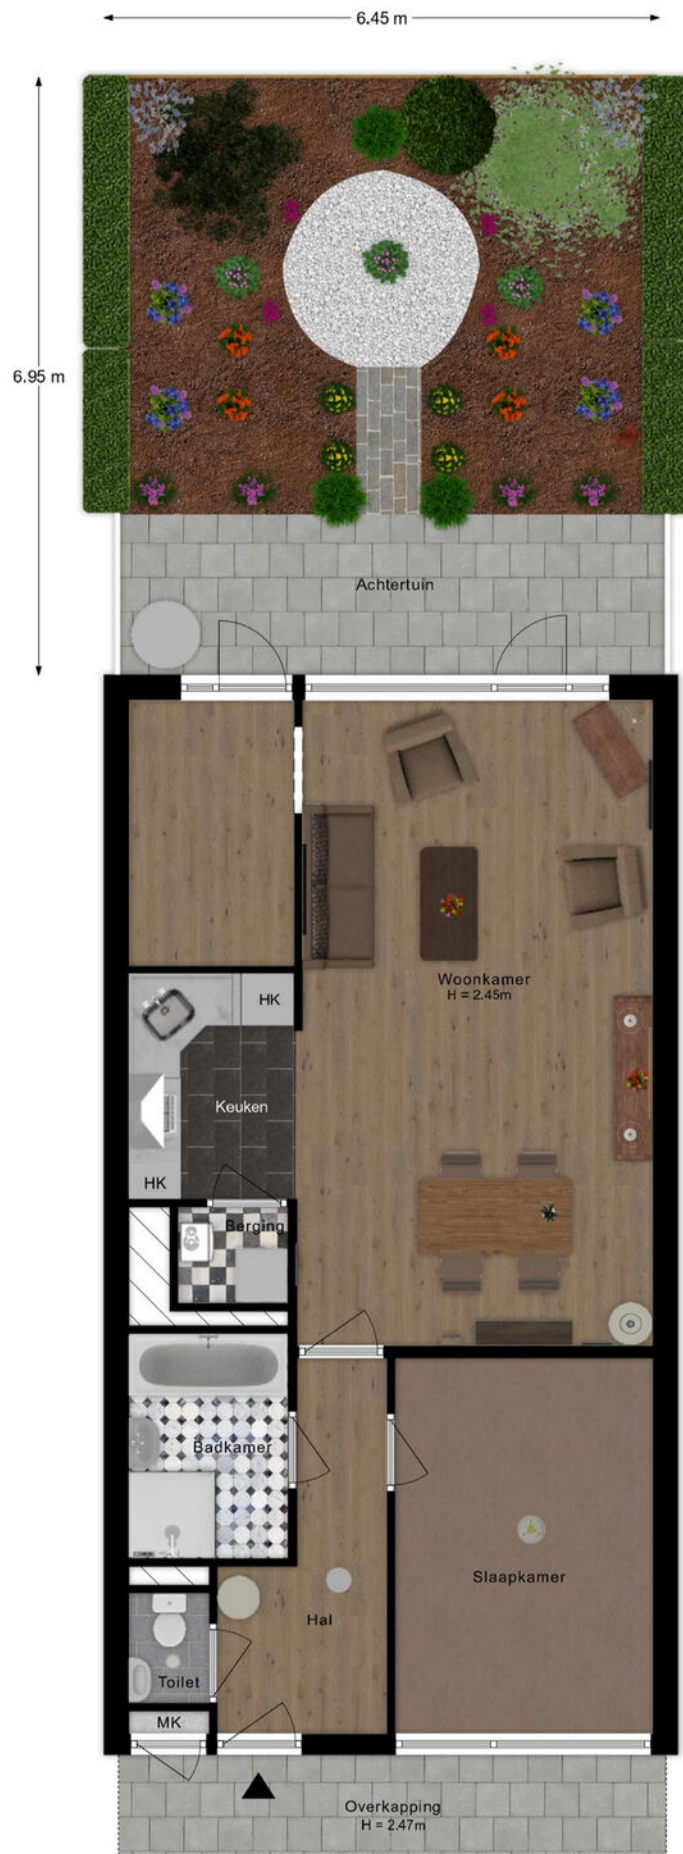 6.45 m
6.95 m
Achtertuin
Woonkamer
H = 2.45m
HK
Keuken
HK
Berging
Badkamer
Slaapkamer
Hal
Toilet
MK
Overkapping
H = 2.47m